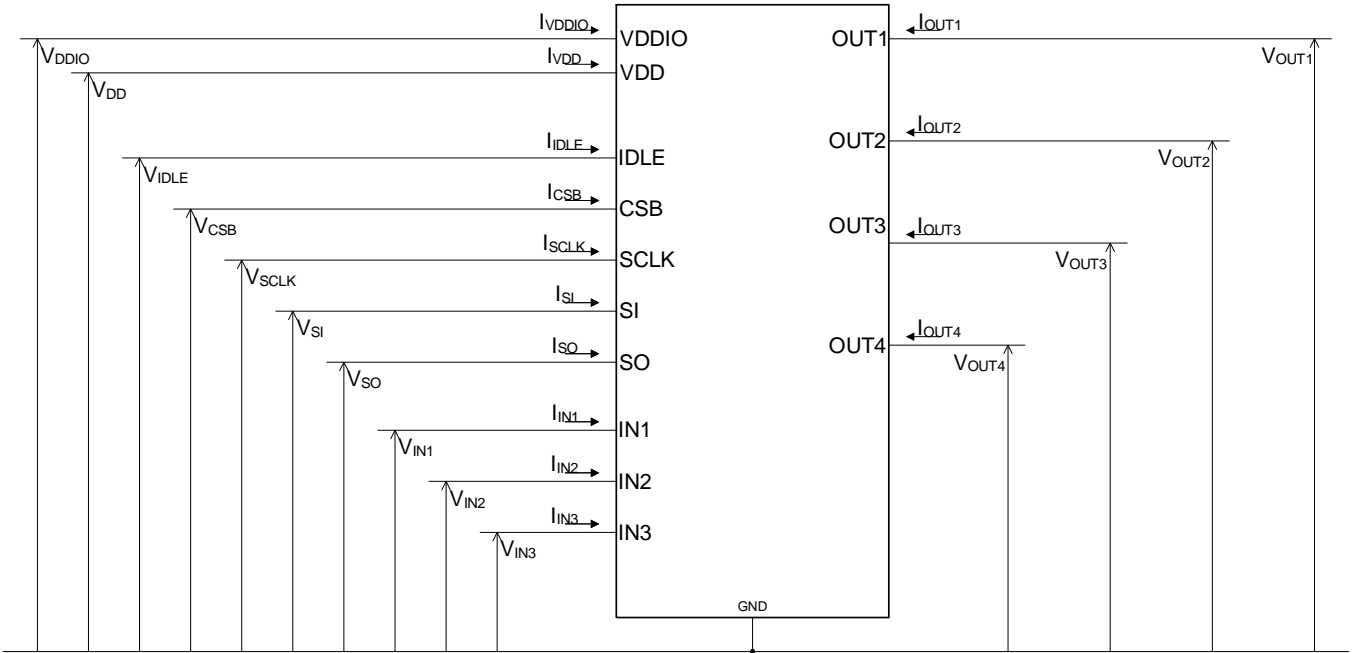 IVDDIO
VDDIO
VDDIO
IVDD
VDD
VDD
IIDLE
IDLE
VIDLE
ICSB
CSB
VCSB
ISCLK
SCLK
VSCLK
ISI
SI
VSI
ISO
SO
VSO
IIN1
IN1
VIN1
IIN2
IN2
VIN2
IIN3
IN3
VIN3
GND
OUT1
IOUT1
VOUT1
OUT2
IOUT2
VOUT2
OUT3
IOUT3
VOUT3
OUT4
IOUT4
VOUT4